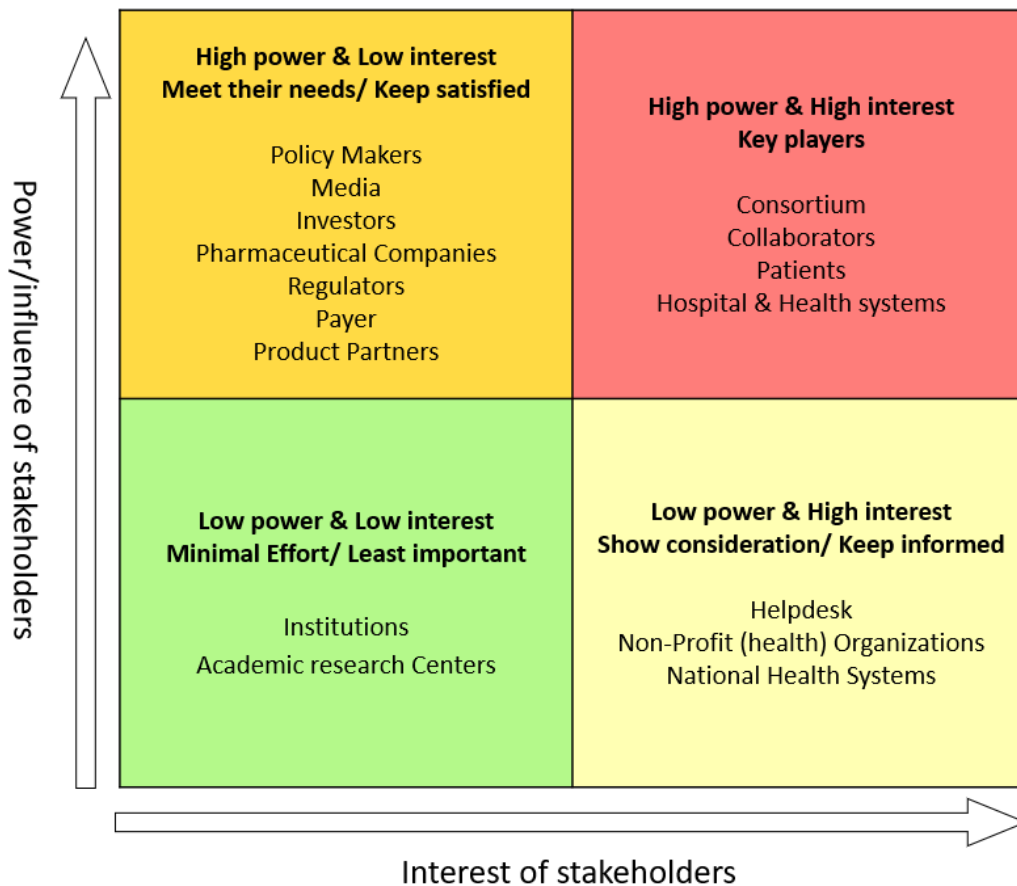 Power/influence of stakeholders
High power & Low interest
Meet their needs/ Keep satisfied
Policy Makers
Media
Investors
Pharmaceutical Companies
Regulators
Payer
Product Partners
High power & High interest
Key players
Consortium
Collaborators
Patients
Hospital & Health systems
Low power & Low interest
Minimal Effort/ Least important
Institutions
Academic research Centers
Low power & High interest
Show consideration/ Keep informed
Helpdesk
Non-Profit (health) Organizations
National Health Systems
Interest of stakeholders